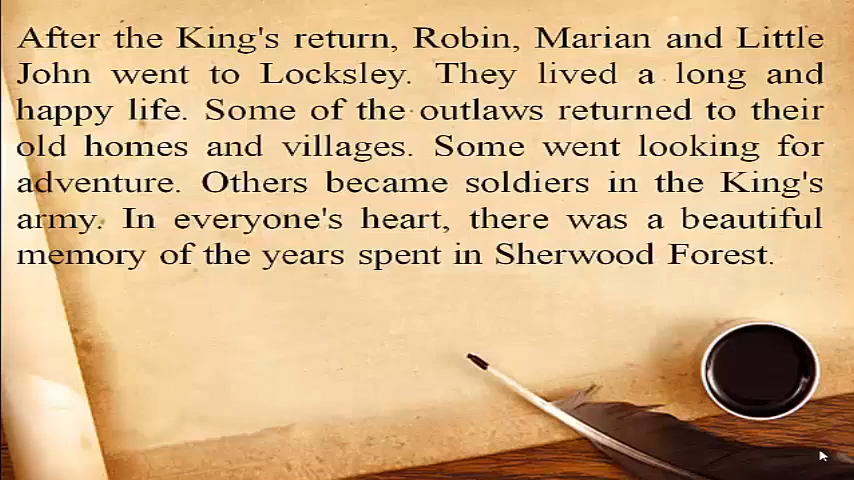 After the King's return, Robin, Marian and Little
John went to Locksley. They lived a long and
happy life. Some of the outlaws returned to their
old homes and villages. Some went looking for
adventure. Others became soldiers in the King's
army. In everyone's heart, there was a beautiful
memory of the years spent in Sherwood Forest.